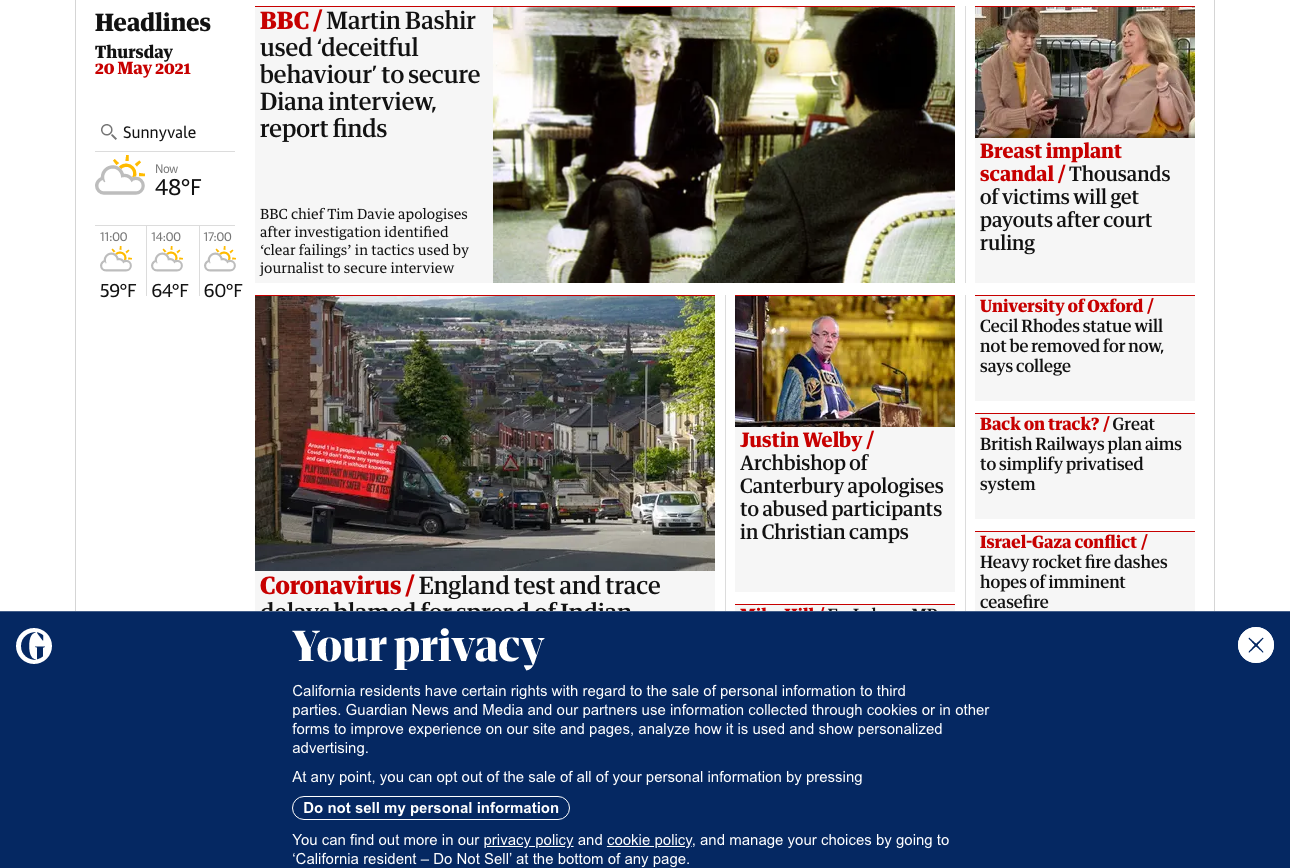 Headlines
Thursday
20 May 2021
Sunnyvale
Now
48°F
11:00
14:00
17:00
59°F
64°F
60°F
BBC / Martin Bashir
used ‘deceitful
behaviour’ to secure
Diana interview,
report finds
BBC chief Tim Davie apologises
after investigation identified
‘clear failings’ in tactics used by
journalist to secure interview
Breast implant
scandal / Thousands
of victims will get
payouts after court
ruling
Around 1 in 3 people who have
Covid-19 don't show any symptoms
and can spread it without knowing.
PLAY YOUR PART IN HELPING TO KEEP
YOUR COMMUNITY SAFER – GET A TEST
Coronavirus / England test and trace
delays blamed for spread of Indian
Justin Welby /
Archbishop of
Canterbury apologises
to abused participants
in Christian camps
University of Oxford /
Cecil Rhodes statue will
not be removed for now,
says college
Back on track? / Great
British Railways plan aims
to simplify privatised
system
Israel-Gaza conflict /
Heavy rocket fire dashes
hopes of imminent
ceasefire
Your privacy
California residents have certain rights with regard to the sale of personal information to third
parties. Guardian News and Media and our partners use information collected through cookies or in other
forms to improve experience on our site and pages, analyze how it is used and show personalized
advertising.
At any point, you can opt out of the sale of all of your personal information by pressing
Do not sell my personal information
You can find out more in our privacy policy and cookie policy, and manage your choices by going to
‘California resident – Do Not Sell’ at the bottom of any page.